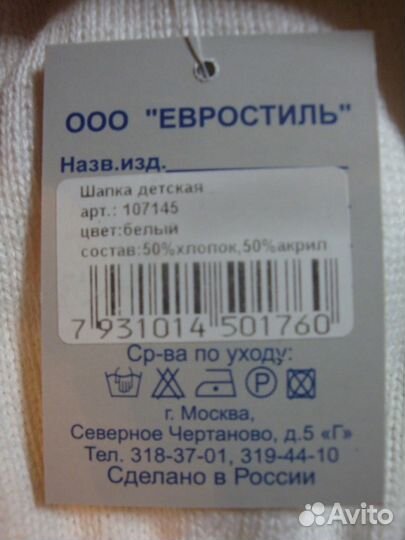 ООО "ЕВРОСТИЛЬ"
Назв.изд.
Шапка детская
арт.: 107145
цвет:белый
состав:50%хлопок,50%акрил
7 931014 501760
Ср-ва по уходу:
P
г. Москва,
Северное Чертаново, д.5 «Г»
Тел. 318-37-01, 319-44-10
Сделано в России
Avito